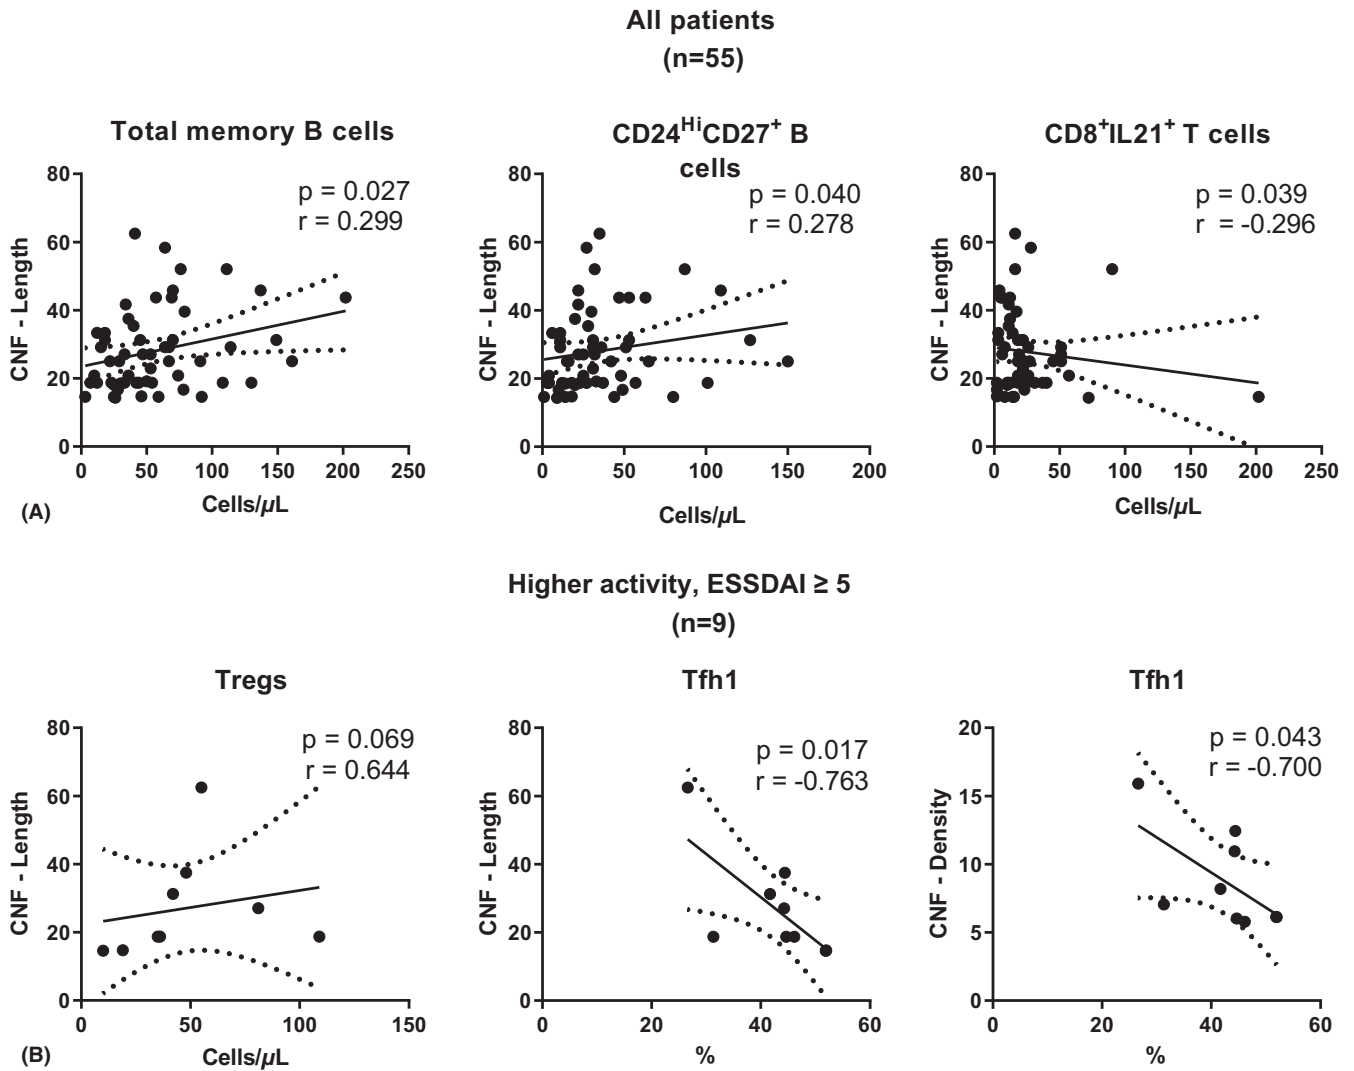 All patients
(n=55)
Total memory B cells
p = 0.027
r = 0.299
CNF - Length
80
60
40
20
0
0 50 100 150 200 250
Cells/µL
CD24HiCD27+ B
cells
p = 0.040
r = 0.278
CNF - Length
80
60
40
20
0
0 50 100 150 200
Cells/µL
CD8+IL21+ T cells
p = 0.039
r = -0.296
CNF - Length
80
60
40
20
0
0 50 100 150 200 250
Cells/µL
(A)
Higher activity, ESSDAI ≥ 5
(n=9)
Tregs
p = 0.069
r = 0.644
CNF - Length
80
60
40
20
0
0 50 100 150
Cells/µL
Tfh1
p = 0.017
r = -0.763
CNF - Length
80
60
40
20
0
0 20 40 60
%
Tfh1
p = 0.043
r = -0.700
CNF - Density
20
15
10
5
0
0 20 40 60
%
(B)